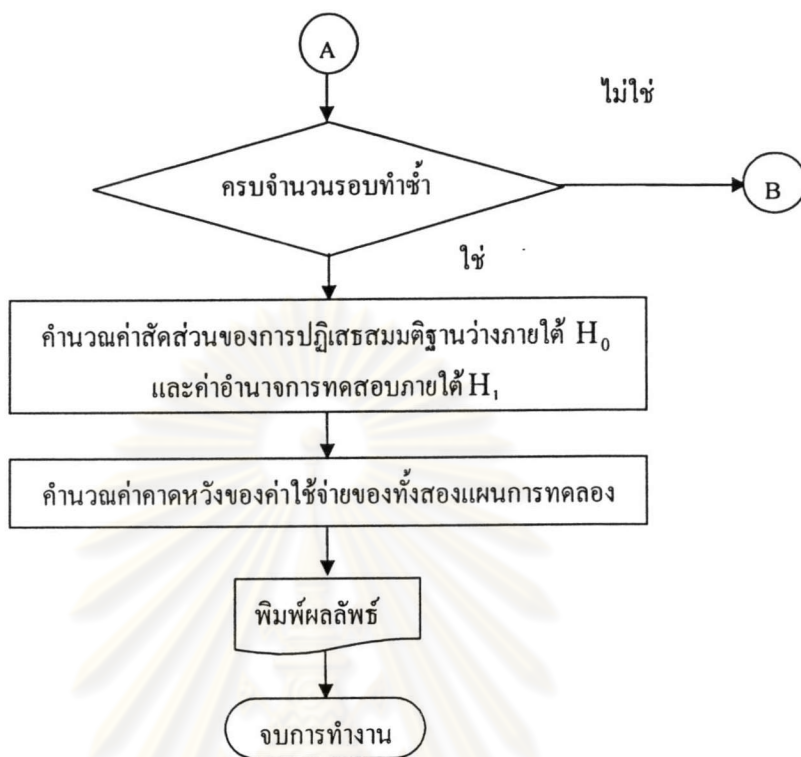 A
ไม่ใช่
ครบจำนวนรอบทำซ้ำ
B
ใช่
คำนวณค่าสัดส่วนของการปฏิเสธสมมติฐานว่างภายใต้ H₀
และค่าอำนาจการทดสอบภายใต้ H₁
คำนวณค่าคาดหวังของค่าใช้จ่ายของทั้งสองแผนการทดลอง
พิมพ์ผลลัพธ์
จบการทำงาน